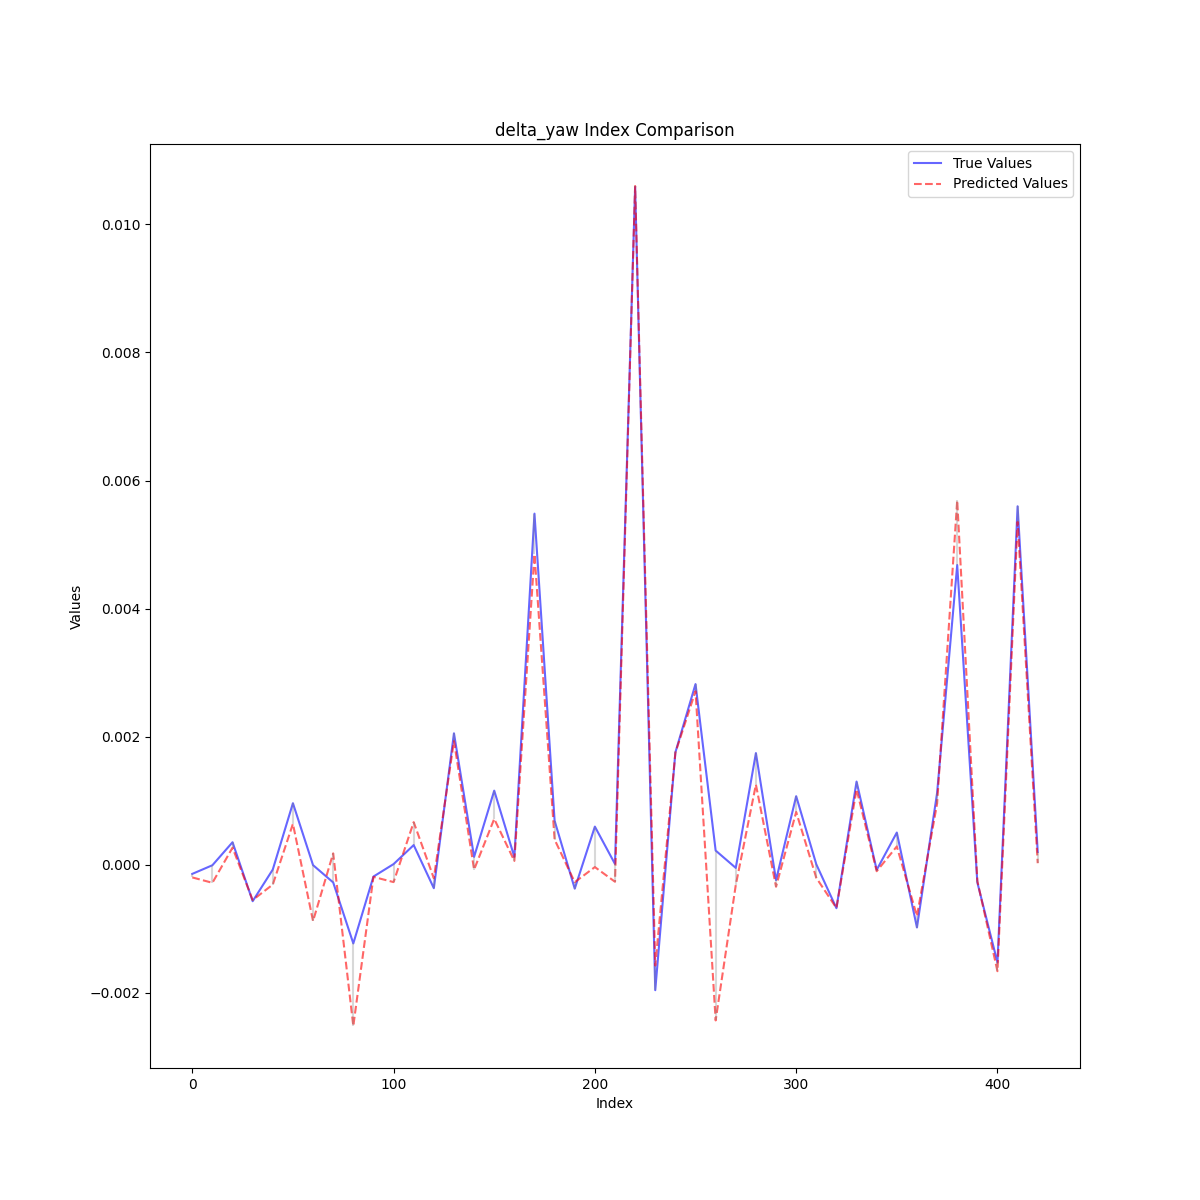 delta_yaw Index Comparison
True Values
Predicted Values
0.010
0.008
0.006
0.004
0.002
0.000
−0.002
Values
0
100
200
300
400
Index